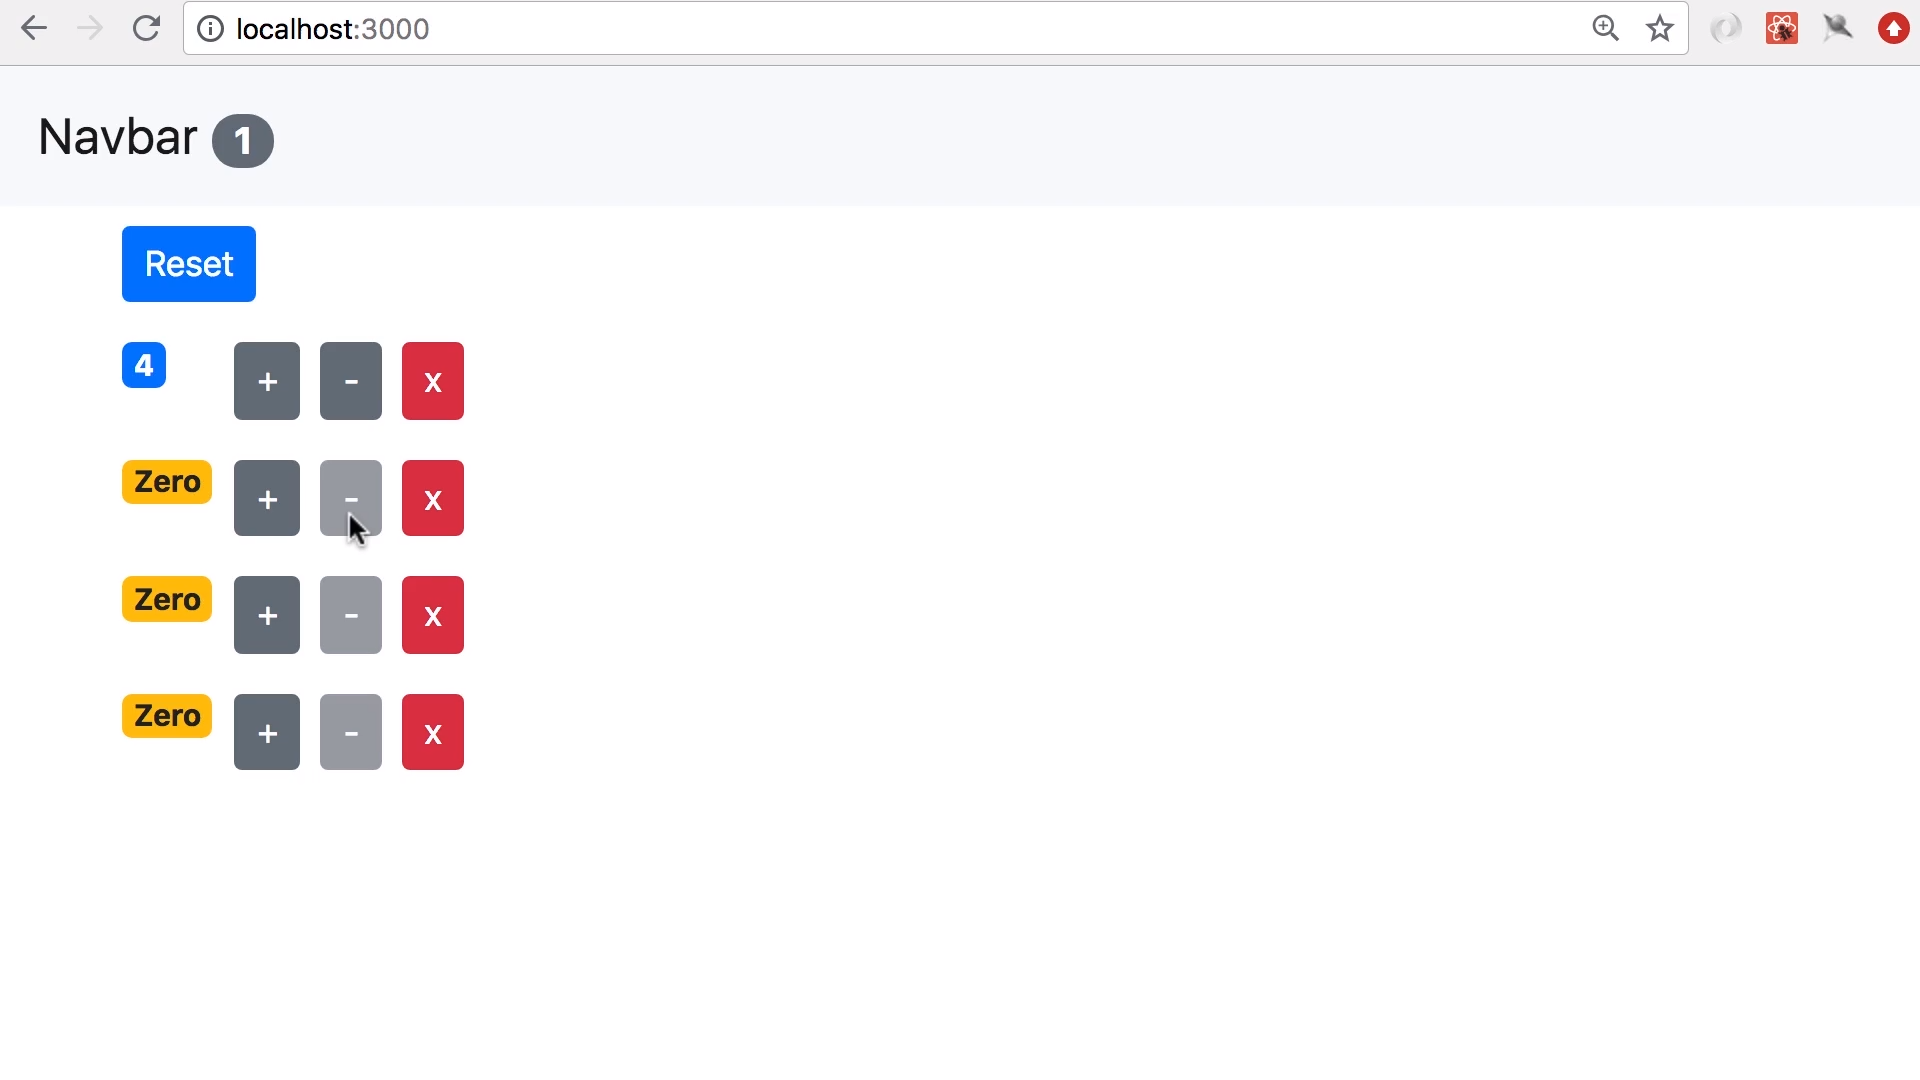 localhost:3000
Navbar 1
Reset
4 + - x
Zero + - x
Zero + - x
Zero + - x